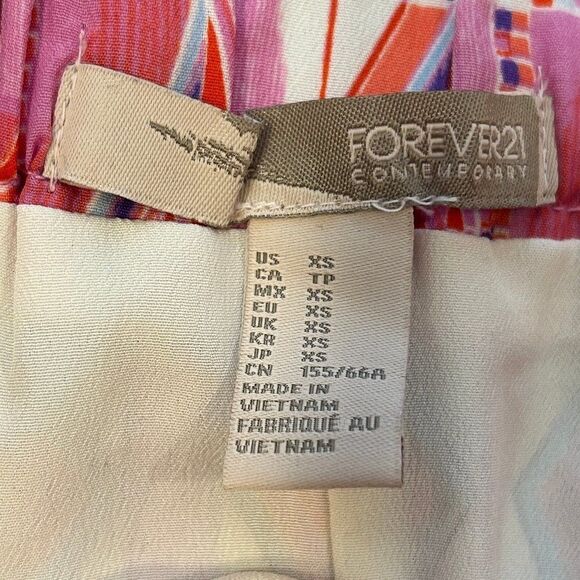 FOREVER21
CONTEMPORARY
US XS
CA TP
MX XS
EU XS
UK XS
KR XS
JP XS
CN 155/66A
MADE IN
VIETNAM
FABRIQUÉ AU
VIETNAM